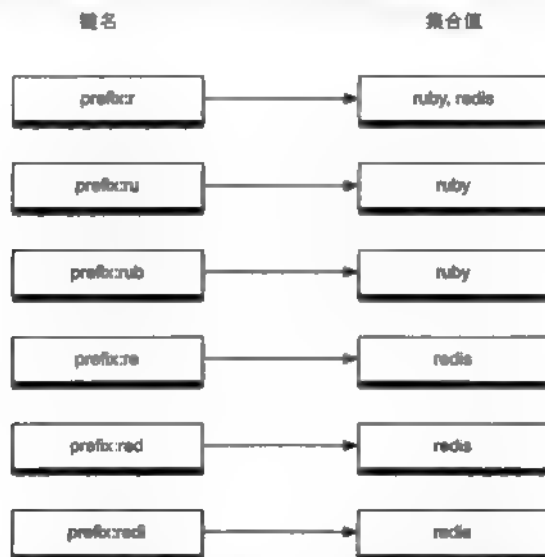 键名 集合值
prefix:r ruby, redis
prefix:ru ruby
prefix:rub ruby
prefix:re redis
prefix:red redis
prefix:redi redis